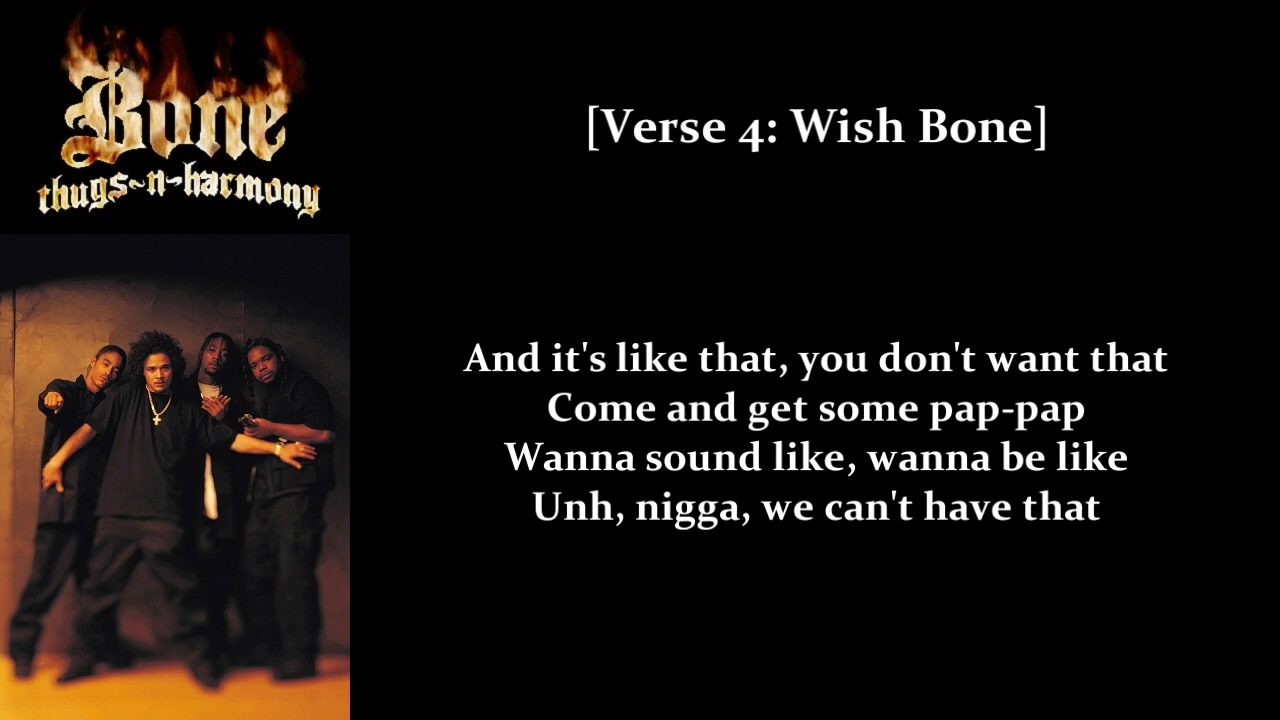 Bone
thugs~n~harmony
[Verse 4: Wish Bone]
And it's like that, you don't want that
Come and get some pap-pap
Wanna sound like, wanna be like
Unh, nigga, we can't have that